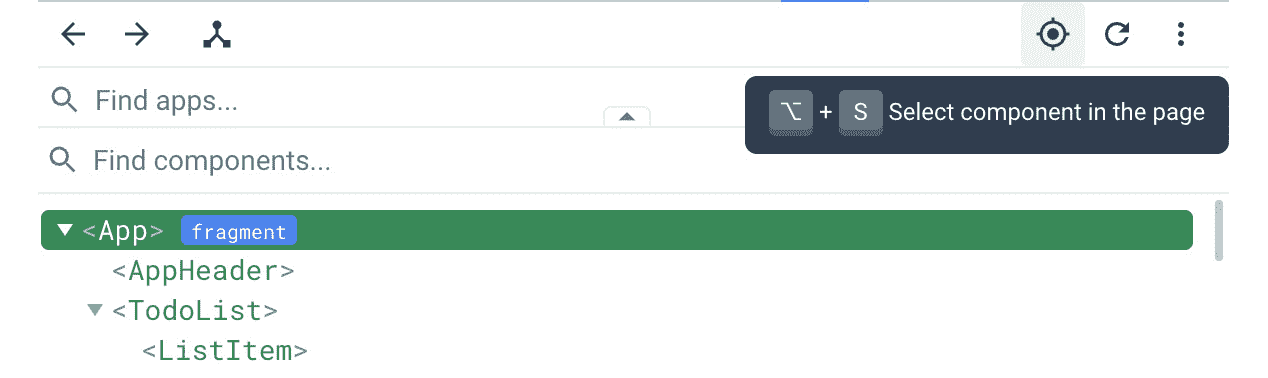 Find apps...
⌥ + S Select component in the page
Find components...
<App> fragment
<AppHeader>
<TodoList>
<ListItem>